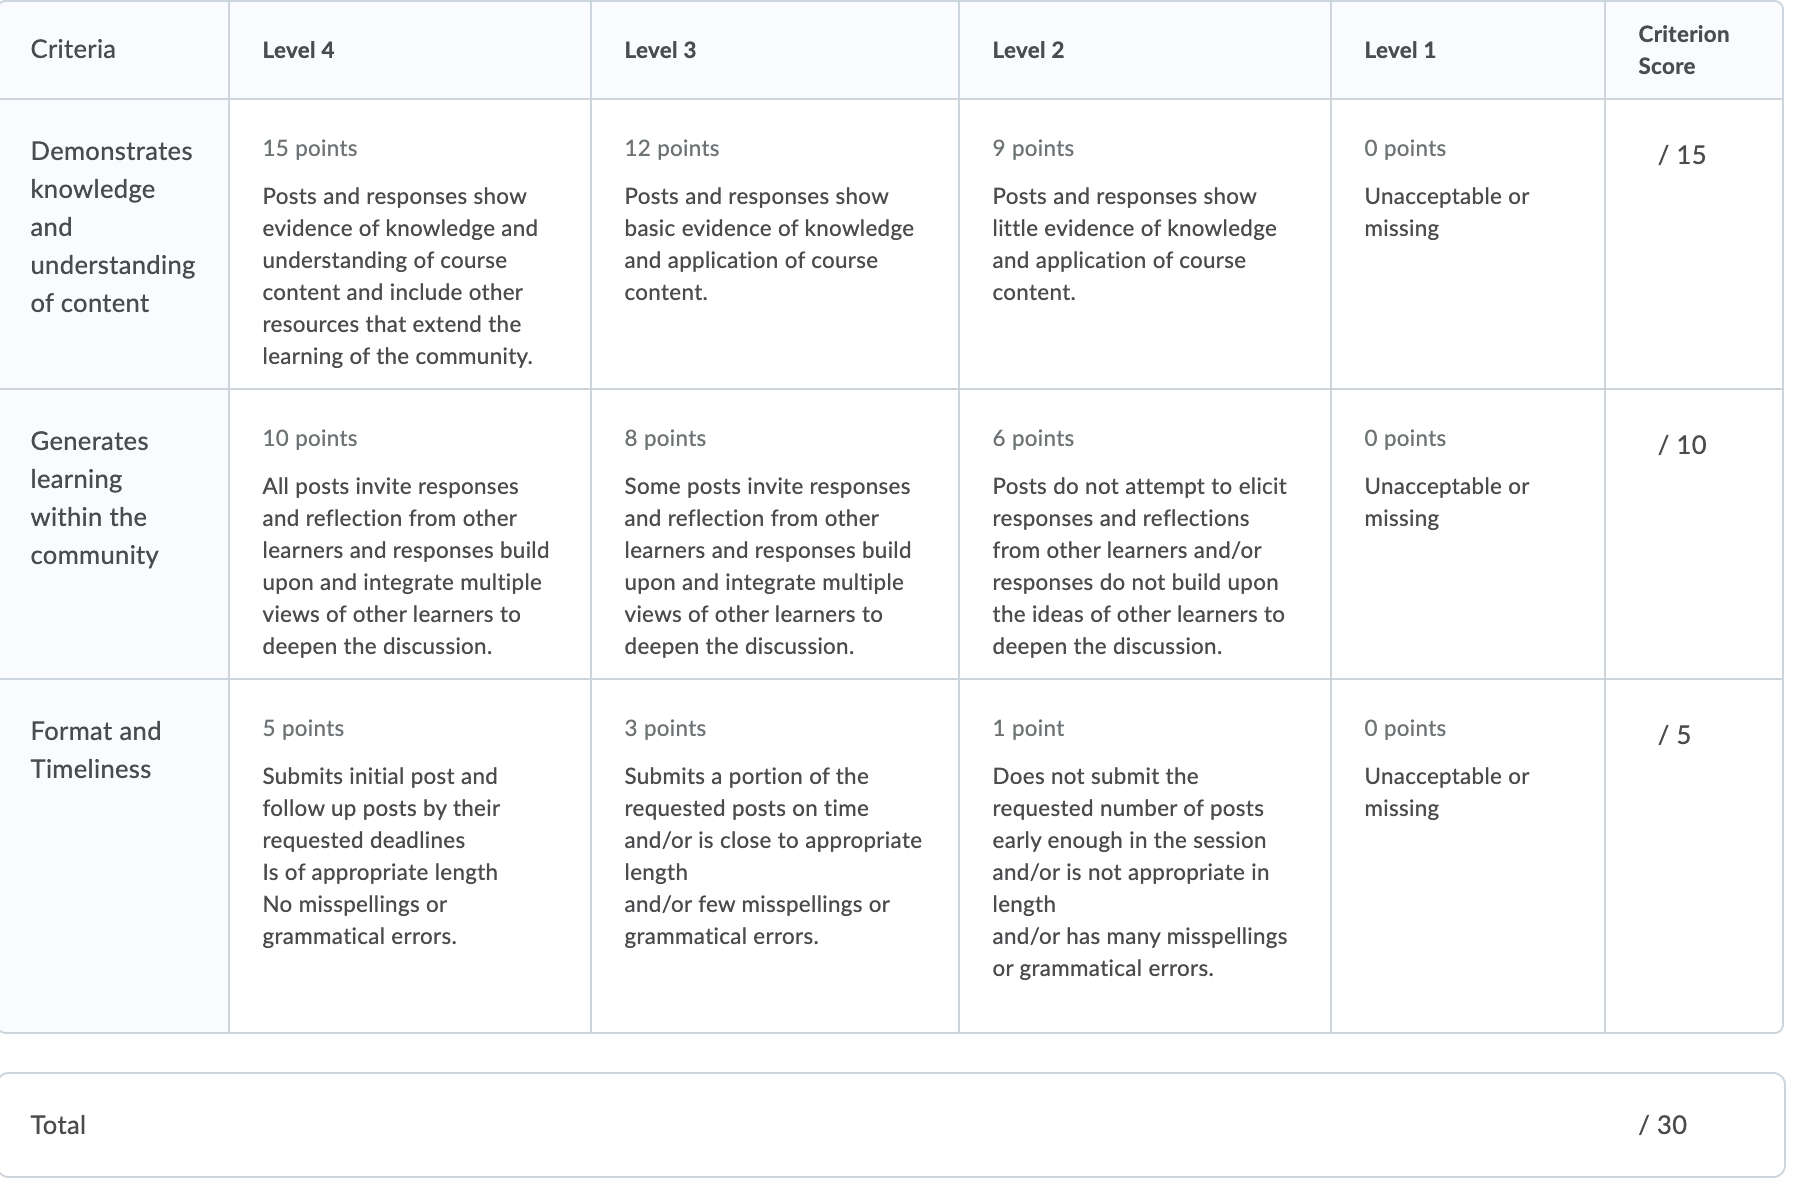 Criteria
Level 4
Level 3
Level 2
Level 1
Criterion
Score
Demonstrates
knowledge
and
understanding
of content
15 points
Posts and responses show
evidence of knowledge and
understanding of course
content and include other
resources that extend the
learning of the community.
12 points
Posts and responses show
basic evidence of knowledge
and application of course
content.
9 points
Posts and responses show
little evidence of knowledge
and application of course
content.
0 points
Unacceptable or
missing
/ 15
Generates
learning
within the
community
10 points
All posts invite responses
and reflection from other
learners and responses build
upon and integrate multiple
views of other learners to
deepen the discussion.
8 points
Some posts invite responses
and reflection from other
learners and responses build
upon and integrate multiple
views of other learners to
deepen the discussion.
6 points
Posts do not attempt to elicit
responses and reflections
from other learners and/or
responses do not build upon
the ideas of other learners to
deepen the discussion.
0 points
Unacceptable or
missing
/ 10
Format and
Timeliness
5 points
Submits initial post and
follow up posts by their
requested deadlines
Is of appropriate length
No misspellings or
grammatical errors.
3 points
Submits a portion of the
requested posts on time
and/or is close to appropriate
length
and/or few misspellings or
grammatical errors.
1 point
Does not submit the
requested number of posts
early enough in the session
and/or is not appropriate in
length
and/or has many misspellings
or grammatical errors.
0 points
Unacceptable or
missing
/ 5
Total
/ 30